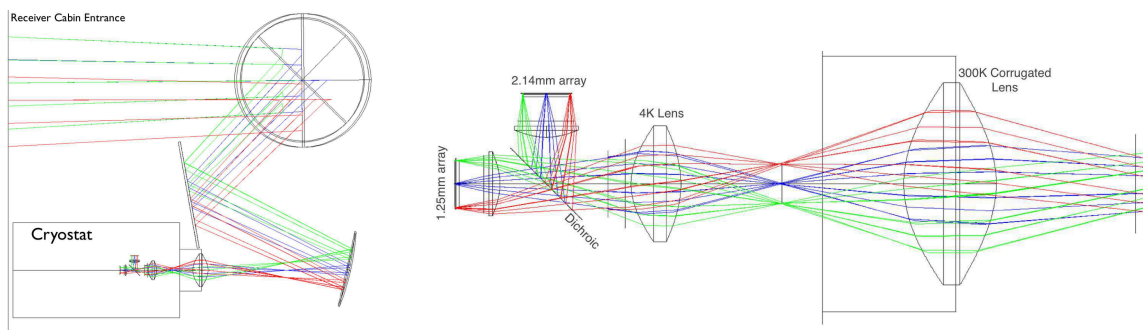 Receiver Cabin Entrance
Cryostat
2.14mm array
1.25mm array
Dichroic
4K Lens
300K Corrugated
Lens